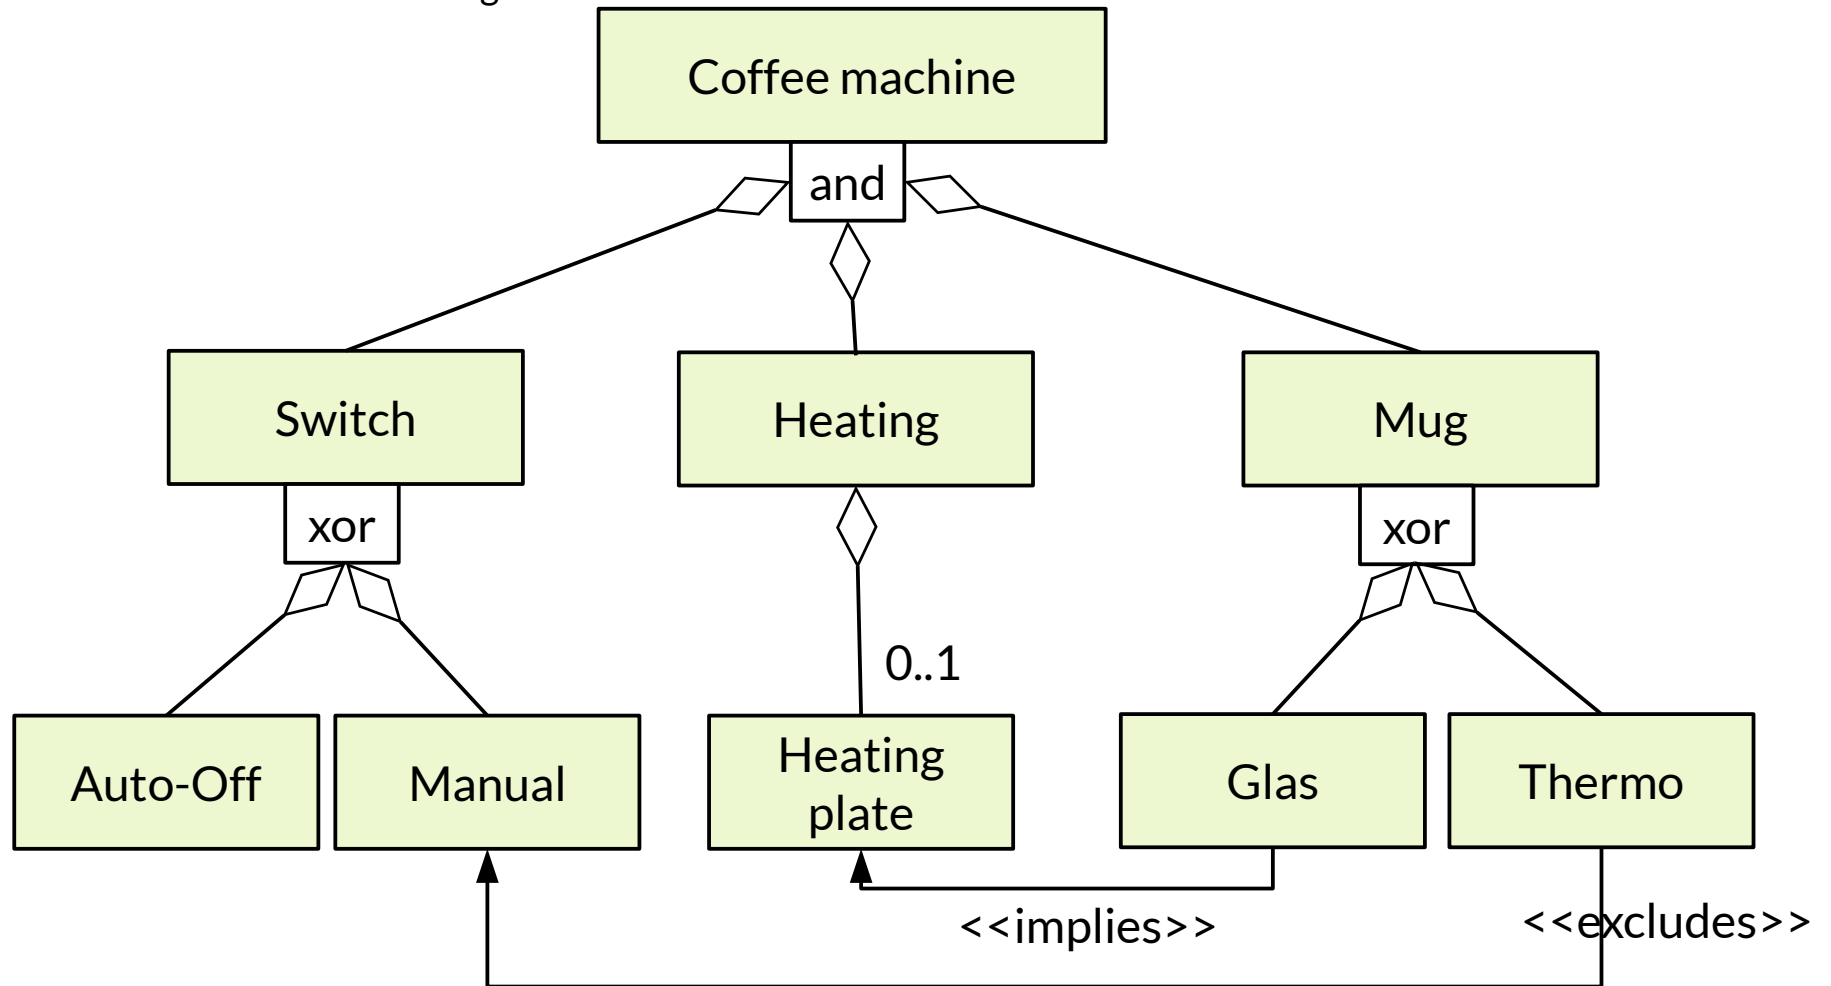 Coffee machine
and
Switch
Heating
Mug
xor
xor
0..1
Auto-Off
Manual
Heating
plate
Glas
Thermo
<<implies>>
<<excludes>>